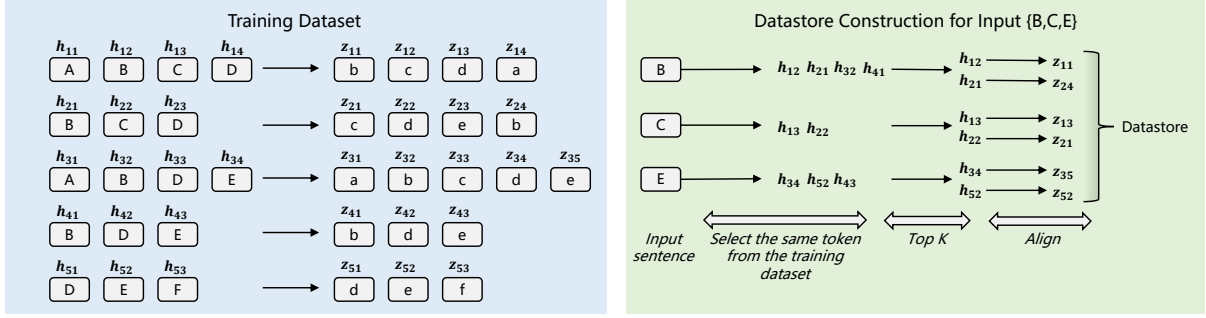 Training Dataset
h11 h12 h13 h14 z11 z12 z13 z14
A B C D b c d a
h21 h22 h23 z21 z22 z23 z24
B C D c d e b
h31 h32 h33 h34 z31 z32 z33 z34 z35
A B D E a b c d e
h41 h42 h43 z41 z42 z43
B D E b d e
h51 h52 h53 z51 z52 z53
D E F d e f
Datastore Construction for Input {B,C,E}
B h12 h21 h32 h41 h12 z11
h21 z24
C h13 h22 h13 z13
h22 z21
Datastore
E h34 h52 h43 h34 z35
h52 z52
Input
sentence
Select the same token
from the training
dataset
Top K
Align